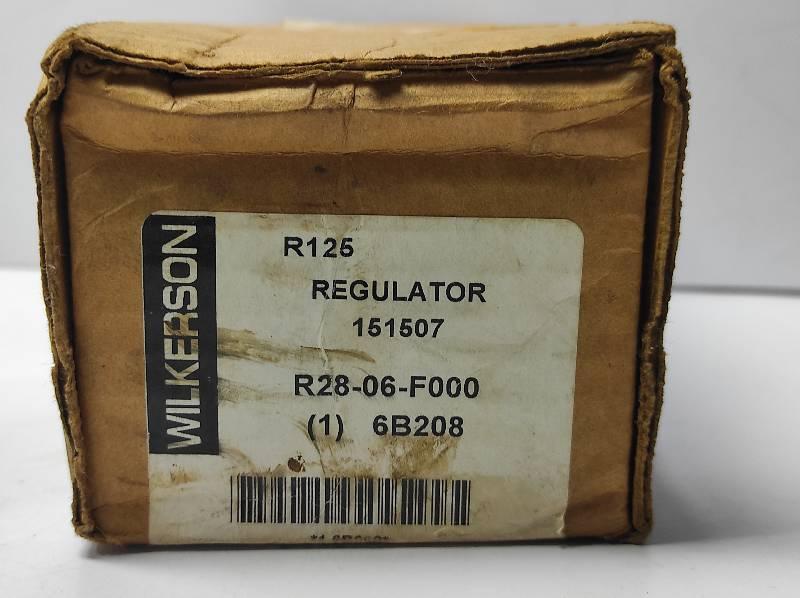 WILKERSON
R125
REGULATOR
151507
R28-06-F000
(1) 6B208